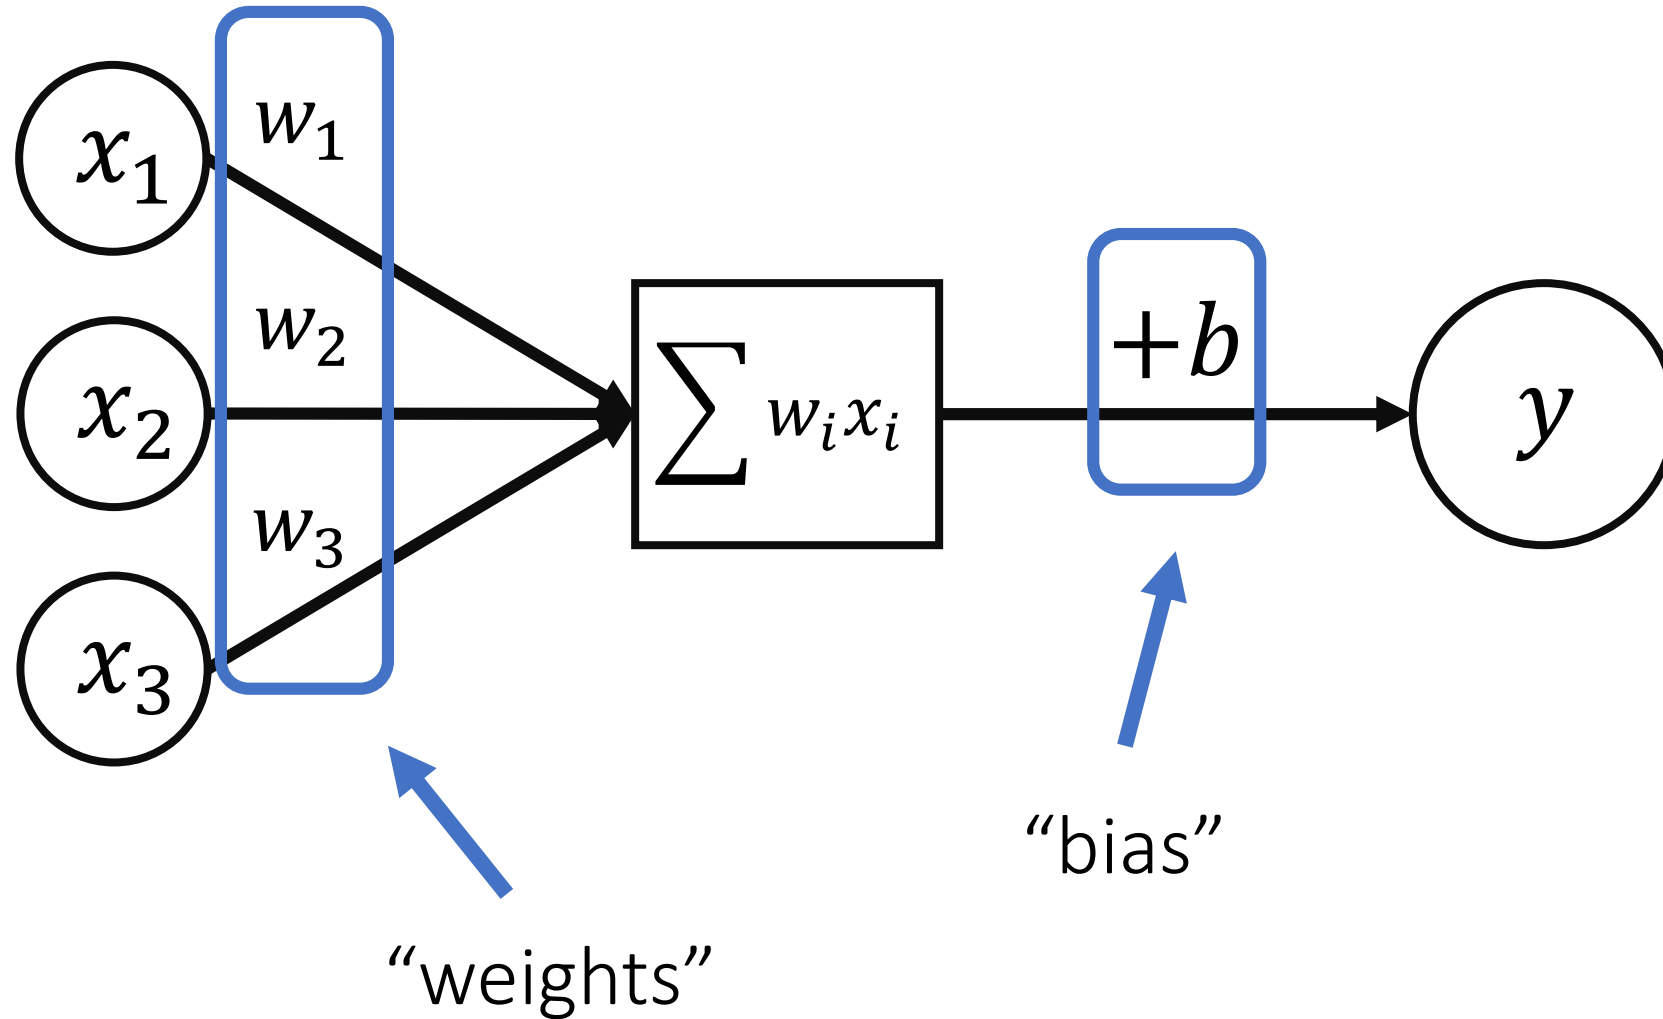 x₁
w₁
x₂
w₂
x₃
w₃
∑ wᵢxᵢ
+b
y
“bias”
“weights”